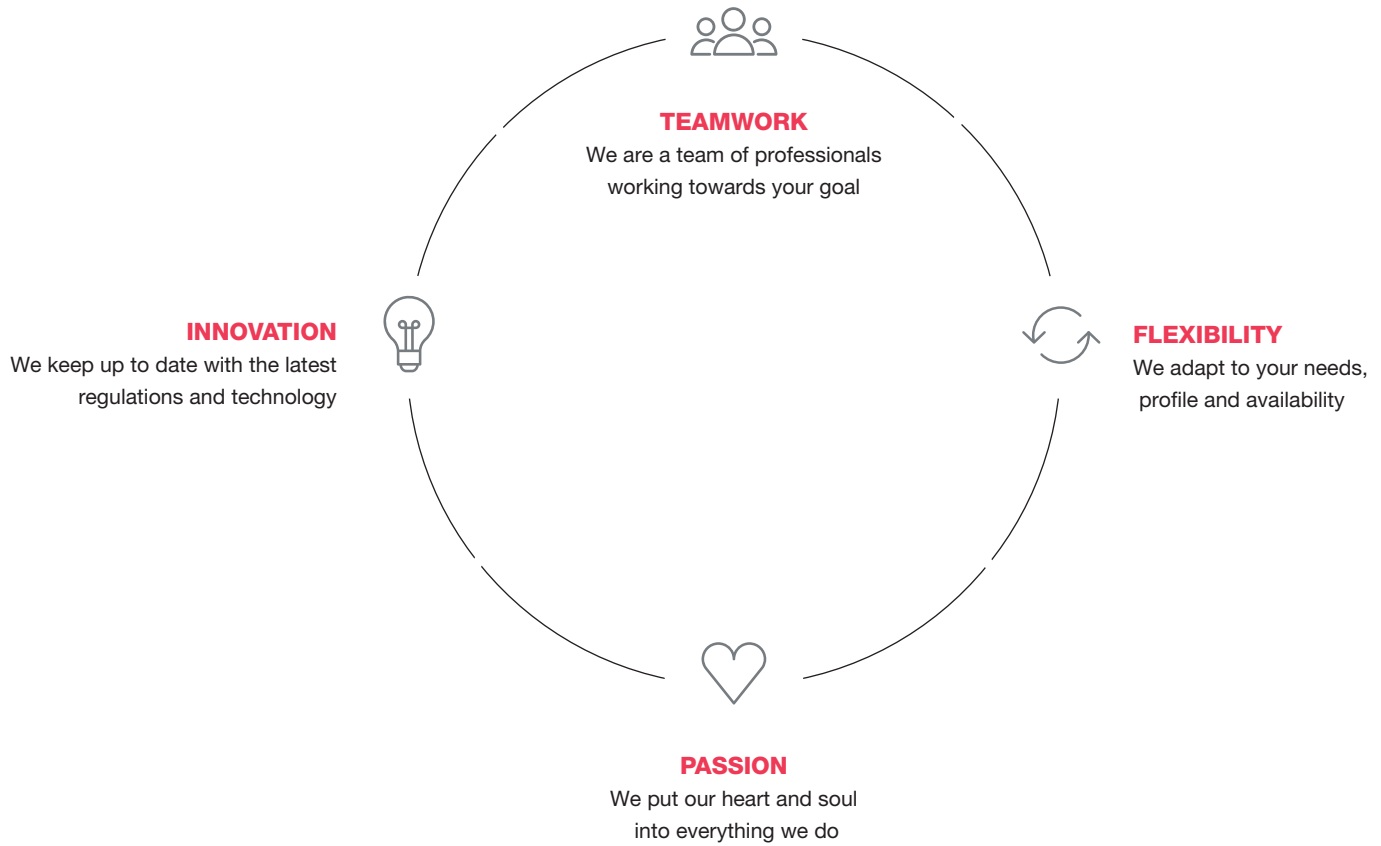 TEAMWORK
We are a team of professionals
working towards your goal
INNOVATION
We keep up to date with the latest
regulations and technology
FLEXIBILITY
We adapt to your needs,
profile and availability
PASSION
We put our heart and soul
into everything we do